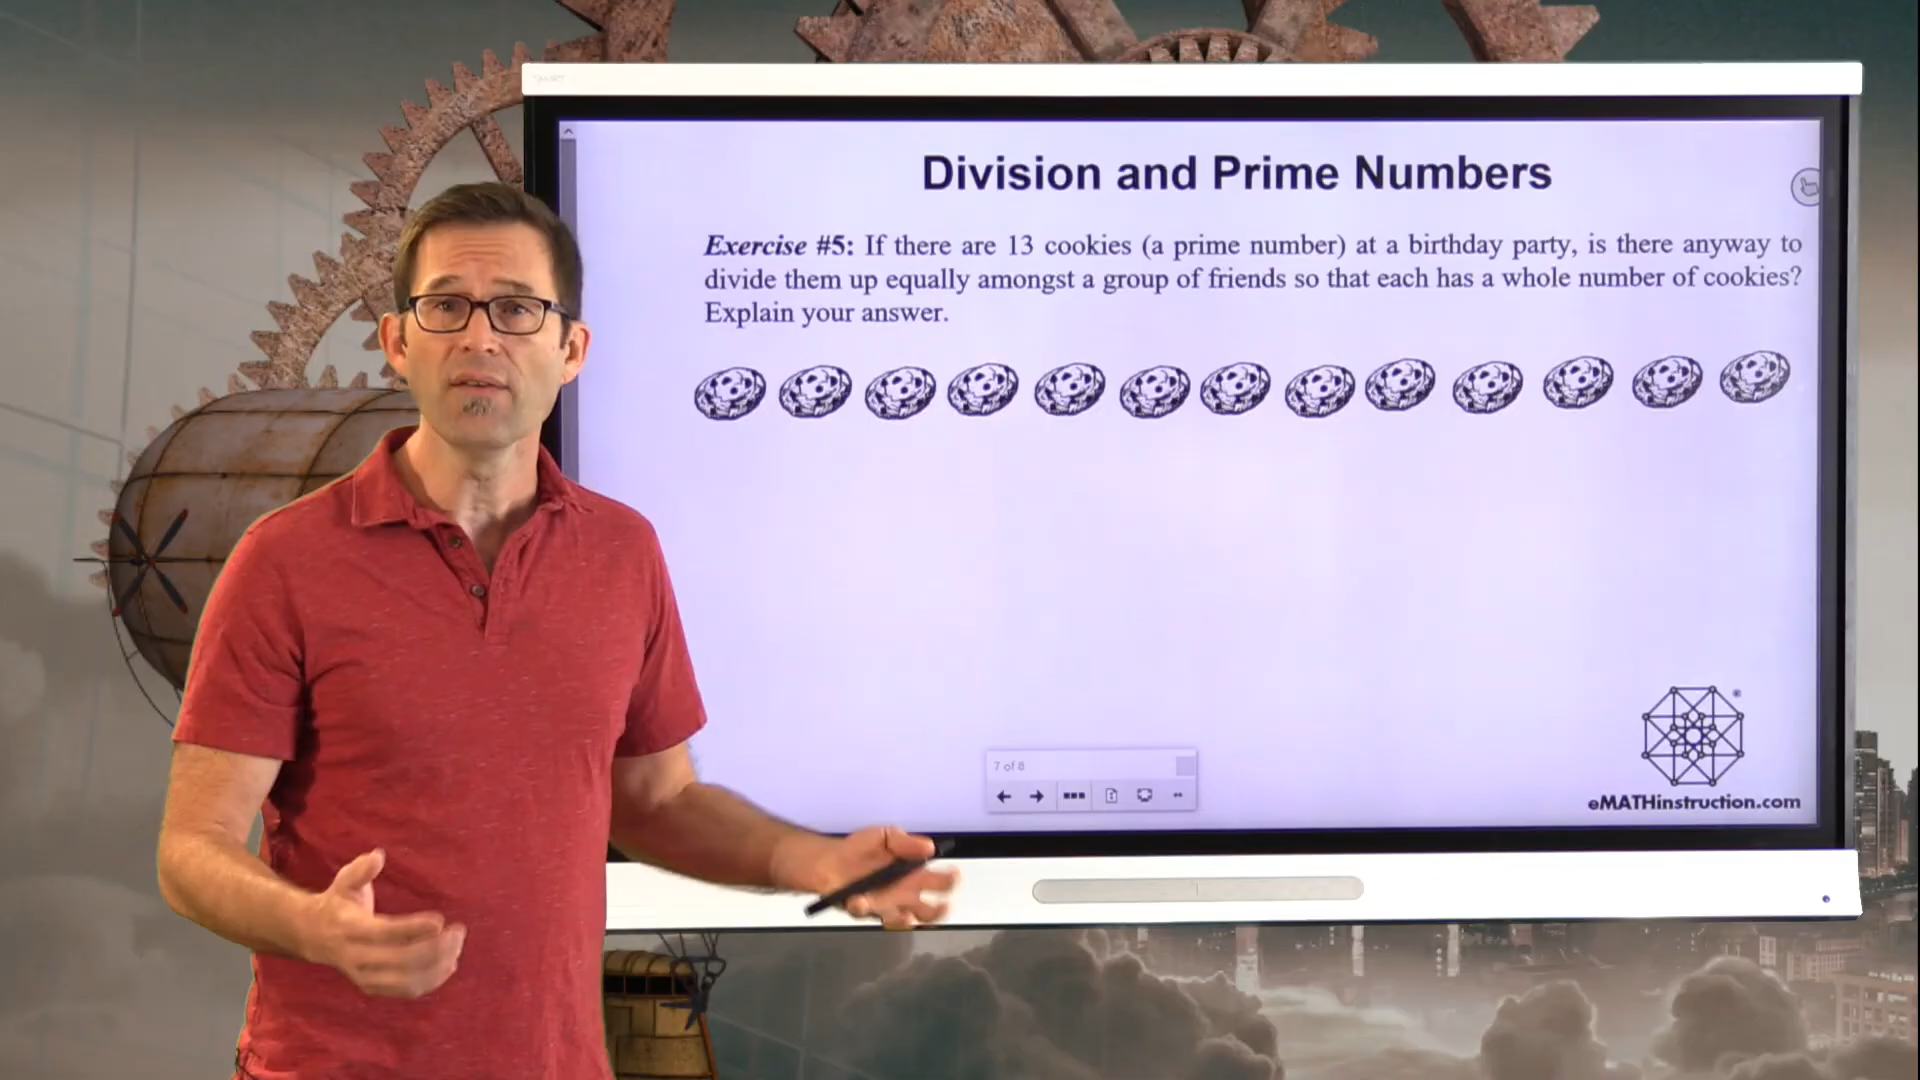 SMART
Division and Prime Numbers
Exercise #5: If there are 13 cookies (a prime number) at a birthday party, is there anyway to
divide them up equally amongst a group of friends so that each has a whole number of cookies?
Explain your answer.
7 of 8
®
eMATHinstruction.com